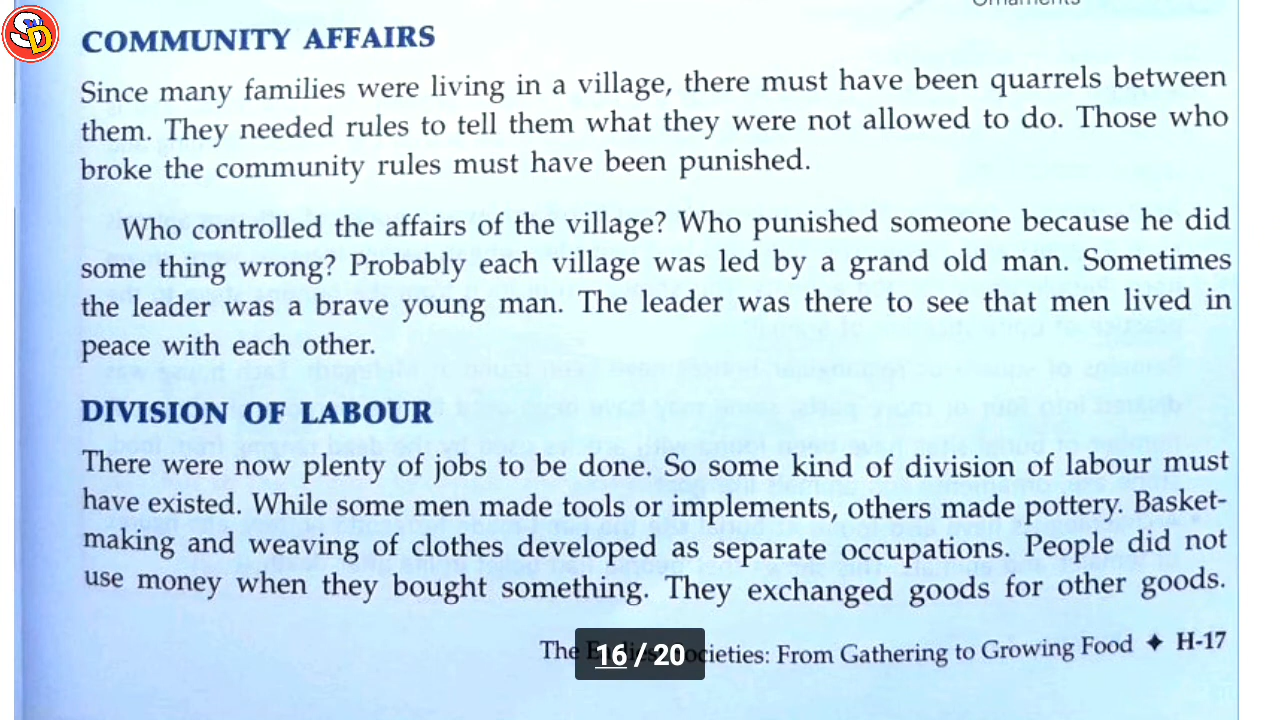 SD
COMMUNITY AFFAIRS
Since many families were living in a village, there must have been quarrels between
them. They needed rules to tell them what they were not allowed to do. Those who
broke the community rules must have been punished.
Who controlled the affairs of the village? Who punished someone because he did
some thing wrong? Probably each village was led by a grand old man. Sometimes
the leader was a brave young man. The leader was there to see that men lived in
peace with each other.
DIVISION OF LABOUR
There were now plenty of jobs to be done. So some kind of division of labour must
have existed. While some men made tools or implements, others made pottery. Basket-
making and weaving of clothes developed as separate occupations. People did not
use money when they bought something. They exchanged goods for other goods.
The Societies: From Gathering to Growing Food ✦ H-17
16 / 20